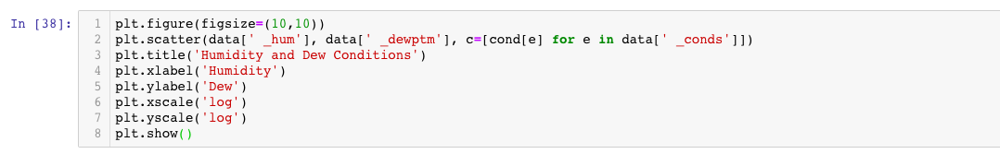 In [38]:
1 plt.figure(figsize=(10,10))
2 plt.scatter(data[' _hum'], data[' _dewptm'], c=[cond[e] for e in data[' _conds']])
3 plt.title('Humidity and Dew Conditions')
4 plt.xlabel('Humidity')
5 plt.ylabel('Dew')
6 plt.xscale('log')
7 plt.yscale('log')
8 plt.show()